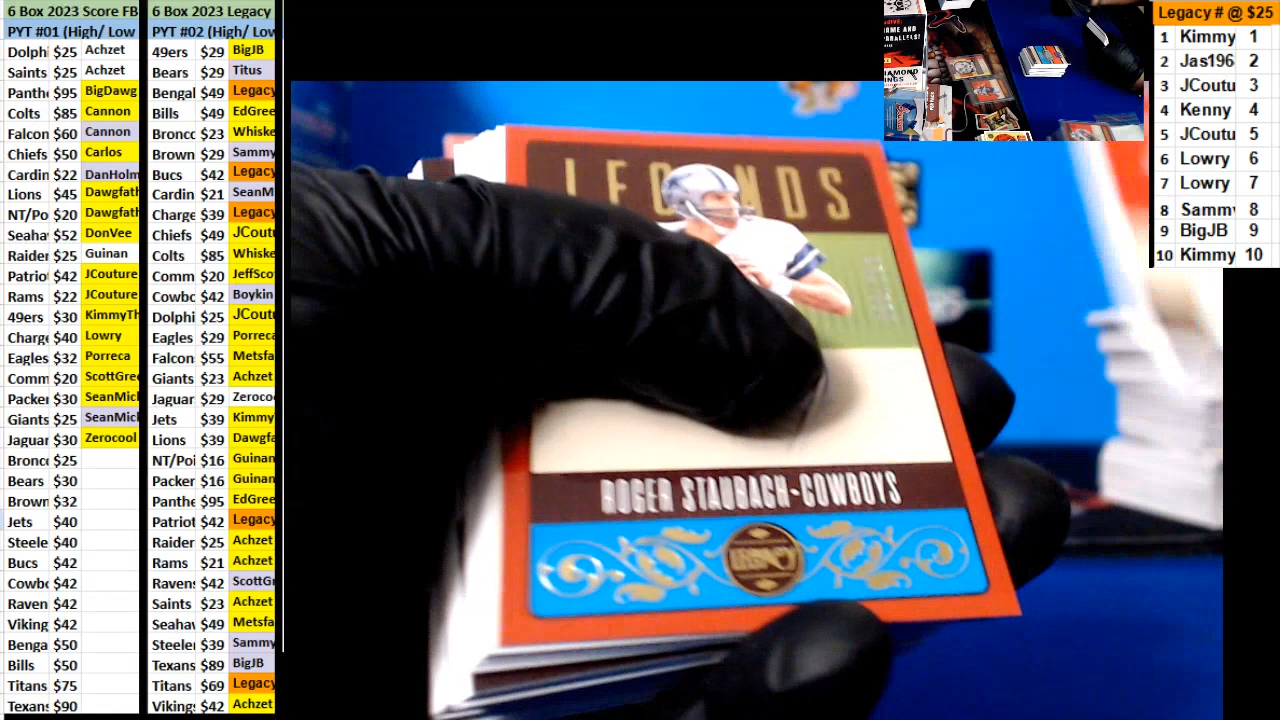 6 Box 2023 Score FB
PYT #01 (High/ Low
Dolph $25 Achzet
Saints $25 Achzet
Panthe $95 BigDawg
Colts $85 Cannon
Falcon $60 Cannon
Chiefs $50 Carlos
Cardin $22 DanHolm
Lions $45 Dawgfath
NT/Po $20 Dawgfath
Seaha $52 DonVee
Raider $25 Guinan
Patrio $42 JCouture
Rams $22 JCouture
49ers $30 KimmyTh
Charge $40 Lowry
Eagles $32 Porreca
Comm $20 ScottGree
Packer $30 SeanMicl
Giants $25 SeanMicl
Jaguar $30 Zerocool
Bronc $25
Bears $30
Brown $32
Jets $40
Steele $40
Bucs $42
Cowbo $42
Raven $42
Viking $42
Benga $50
Bills $50
Titans $75
Texans $90
6 Box 2023 Legacy
PYT #02 (High/ Low
49ers $29 BigJB
Bears $29 Titus
Bengal $49 Legacy
Bills $49 EdGree
Bronco $23 Whiske
Brown $29 Sammy
Bucs $42 Legacy
Cardin $21 SeanM
Charge $39 Legacy
Chiefs $49 JCout
Colts $85 Whiske
Comm $20 JeffSco
Cowbo $42 Boykin
Dolphi $25 JCout
Eagles $29 Porreca
Falcon $55 Metsfa
Giants $23 Achzet
Jaguar $29 Zeroco
Jets $39 Kimmy
Lions $39 Dawgfa
NT/Poi $16 Guinan
Packer $16 Guinan
Panthe $95 EdGree
Patriot $42 Legacy
Raider $25 Achzet
Rams $21 Achzet
Ravens $42 ScottGr
Saints $23 Achzet
Seahav $49 Metsfa
Steeler $39 Sammy
Texans $89 BigJB
Titans $69 Legacy
Viking $42 Achzet
LEGENDS
ROGER STAUBACH•COWBOYS
LEGACY
Legacy # @ $25
1 Kimmy 1
2 Jas196 2
3 JCoutu 3
4 Kenny 4
5 JCoutu 5
6 Lowry 6
7 Lowry 7
8 Samm 8
9 BigJB 9
10 Kimmy 10